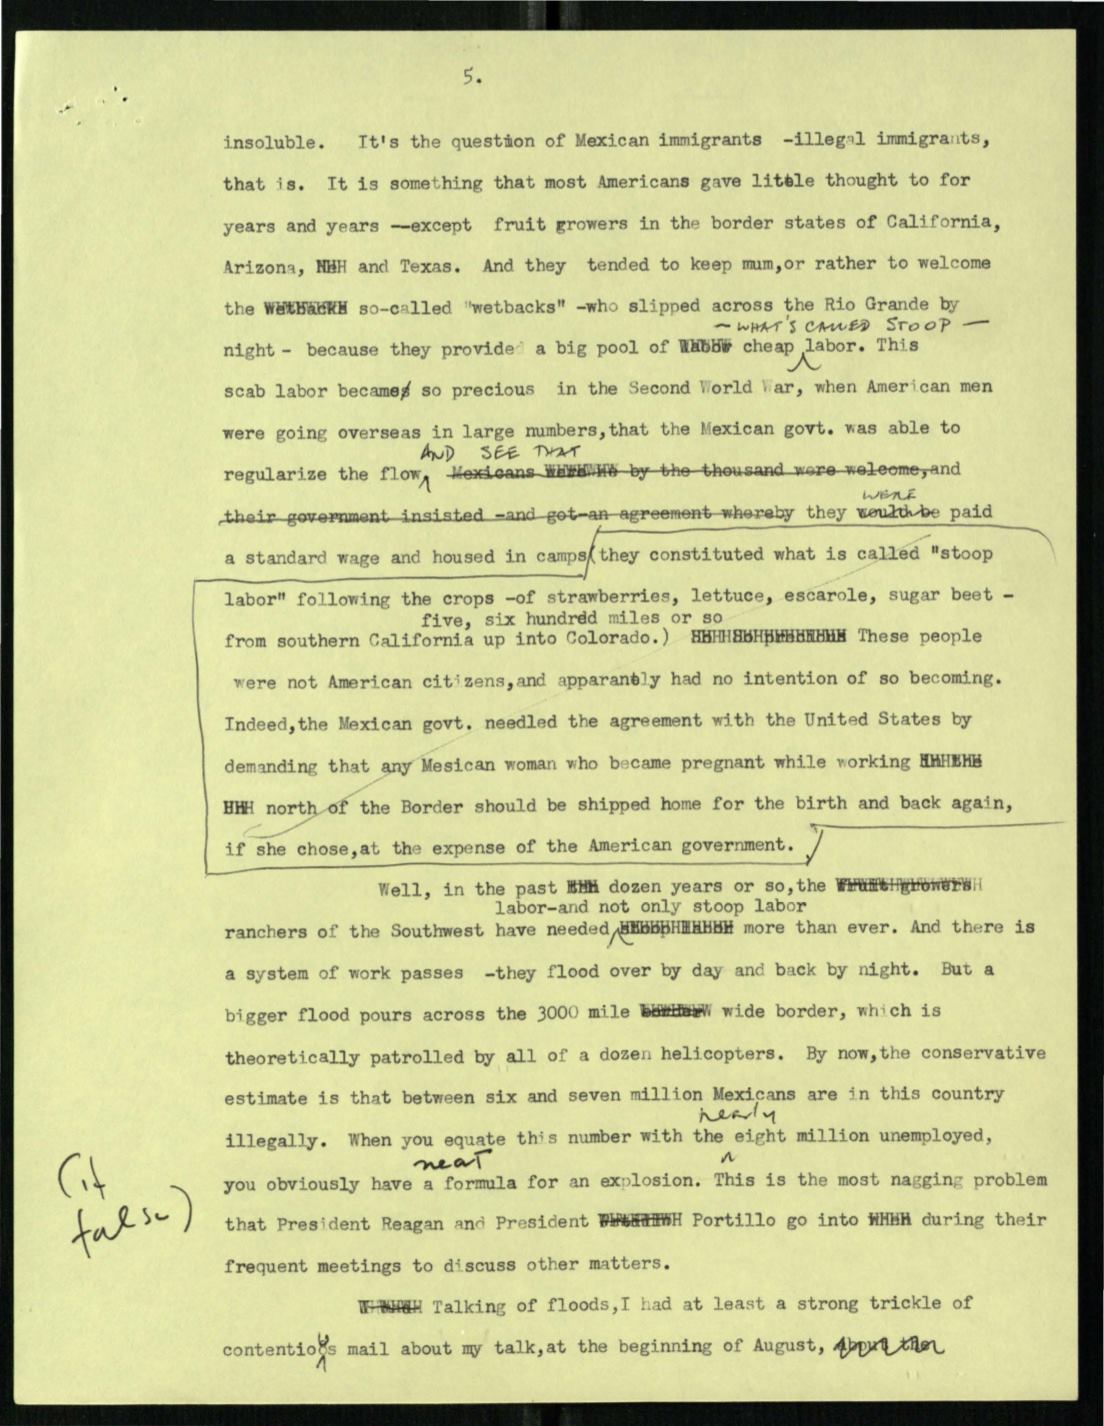 5.
insoluble. It's the question of Mexican immigrants -illegal immigrants,
that is. It is something that most Americans gave little thought to for
years and years --except fruit growers in the border states of California,
Arizona, and Texas. And they tended to keep mum,or rather to welcome
the wetbacks so-called "wetbacks" -who slipped across the Rio Grande by
- WHAT'S CALLED STOOP -
night - because they provide a big pool of labor cheap labor. This
scab labor became so precious in the Second World War, when American men
were going overseas in large numbers,that the Mexican govt. was able to
AND SEE THAT
regularize the flow Mexicans were by the thousand were welcome,and
WERE
their government insisted -and got-an agreement whereby they would be paid
a standard wage and housed in camps(they constituted what is called "stoop
labor" following the crops -of strawberries, lettuce, escarole, sugar beet -
five, six hundred miles or so
from southern California up into Colorado.) These people
were not American citizens,and apparantly had no intention of so becoming.
Indeed,the Mexican govt. needled the agreement with the United States by
demanding that any Mesican woman who became pregnant while working
north of the Border should be shipped home for the birth and back again,
if she chose,at the expense of the American government.
Well, in the past dozen years or so,the fruit growers
labor-and not only stoop labor
ranchers of the Southwest have needed more than ever. And there is
a system of work passes -they flood over by day and back by night. But a
bigger flood pours across the 3000 mile border wide border, which is
theoretically patrolled by all of a dozen helicopters. By now,the conservative
estimate is that between six and seven million Mexicans are in this country
nearly
illegally. When you equate this number with the eight million unemployed,
neat
you obviously have a formula for an explosion. This is the most nagging problem
(it
false)
that President Reagan and President Portillo go into during their
frequent meetings to discuss other matters.
Talking of floods,I had at least a strong trickle of
contentious mail about my talk,at the beginning of August, about the